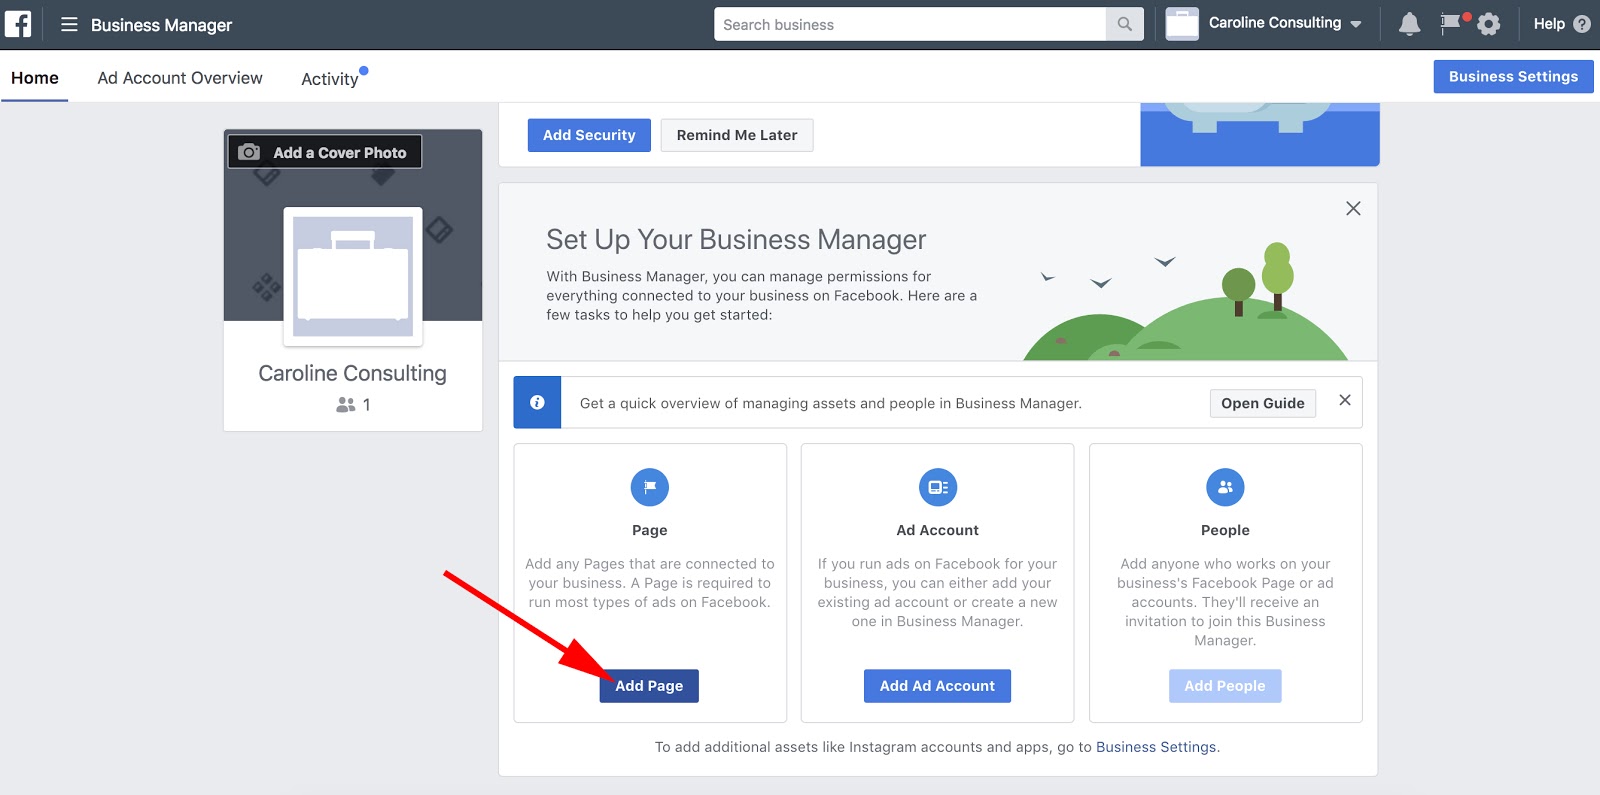 Business Manager
Search business
Caroline Consulting
Help
Home
Ad Account Overview
Activity
Business Settings
Add a Cover Photo
Caroline Consulting
1
Add Security
Remind Me Later
Set Up Your Business Manager
With Business Manager, you can manage permissions for
everything connected to your business on Facebook. Here are a
few tasks to help you get started:
Get a quick overview of managing assets and people in Business Manager.
Open Guide
Page
Add any Pages that are connected to
your business. A Page is required to
run most types of ads on Facebook.
Add Page
Ad Account
If you run ads on Facebook for your
business, you can either add your
existing ad account or create a new
one in Business Manager.
Add Ad Account
People
Add anyone who works on your
business's Facebook Page or ad
accounts. They'll receive an
invitation to join this Business
Manager.
Add People
To add additional assets like Instagram accounts and apps, go to Business Settings.